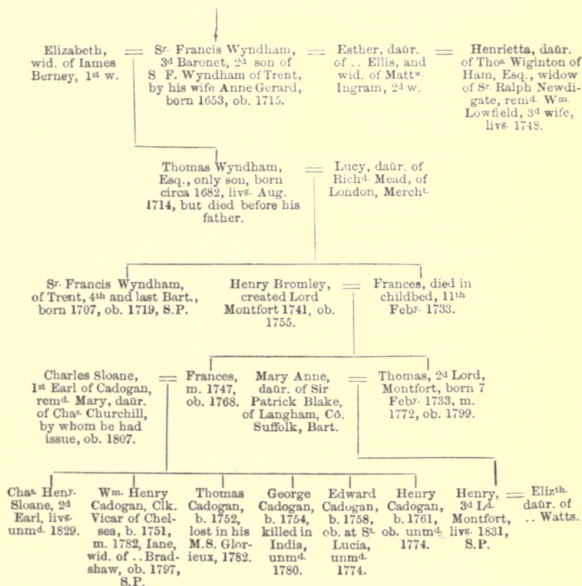 Elizabeth,
wid. of Iames
Berney, 1st w.
Sr. Francis Wyndham,
3d Baronet, 2d son of
S F. Wyndham of Trent,
by his wife Anne Gerard,
born 1653, ob. 1715.
Esther, daür.
of .. Ellis, and
wid. of Mattw.
Ingram, 2d w.
Henrietta, daür.
of Thos. Wiginton of
Ham, Esq., widow
of Sr. Ralph Newdi-
gate, remd. Wm.
Lowfield, 3d wife,
livg. 1748.
Thomas Wyndham,
Esq., only son, born
circa 1682, livg. Aug.
1714, but died before his
father.
Lucy, daür. of
Richd. Mead, of
London, Mercht.
Sr. Francis Wyndham,
of Trent, 4th and last Bart.,
born 1707, ob. 1719, S.P.
Henry Bromley,
created Lord
Montfort 1741, ob.
1755.
Frances, died in
childbed, 11th
Febr. 1733.
Charles Sloane,
1st Earl of Cadogan,
remd. Mary, daür.
of Chas. Churchill,
by whom he had
issue, ob. 1807.
Frances,
m. 1747,
ob. 1768.
Mary Anne,
daür. of Sir
Patrick Blake,
of Langham, Cō.
Suffolk, Bart.
Thomas, 2d Lord,
Montfort, born 7
Febr. 1733, m.
1772, ob. 1799.
Chas. Henr.
Sloane, 2d
Earl, livg.
unmd. 1829.
Wm. Henry
Cadogan, Clk.
Vicar of Chel-
sea, b. 1751,
m. 1782, Iane,
wid. of .. Brad-
shaw, ob. 1797,
S.P.
Thomas
Cadogan,
b. 1752,
lost in his
M.S. Glor-
ieux, 1782.
George
Cadogan,
b. 1754,
killed in
India,
unmd.
1780.
Edward
Cadogan,
b. 1758,
ob. at St.
Lucia,
unmd.
1774.
Henry
Cadogan,
b. 1761,
ob. unmd.
1774.
Henry,
3d Ld.
Montfort,
livg. 1831,
S.P.
Elizth.
daür. of
.. Watts.